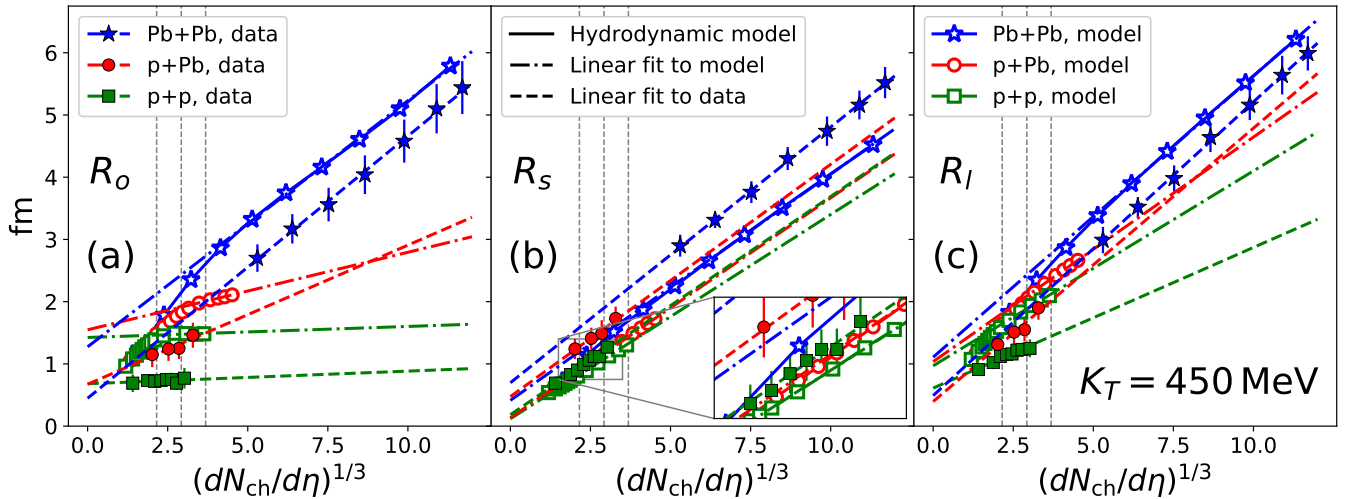 fm
6
5
4
3
2
1
0
Pb+Pb, data
p+Pb, data
p+p, data
R_o
(a)
0.0 2.5 5.0 7.5 10.0
(dN_ch/dη)^1/3
Hydrodynamic model
Linear fit to model
Linear fit to data
R_s
(b)
0.0 2.5 5.0 7.5 10.0
(dN_ch/dη)^1/3
Pb+Pb, model
p+Pb, model
p+p, model
R_l
(c)
K_T = 450 MeV
0.0 2.5 5.0 7.5 10.0
(dN_ch/dη)^1/3